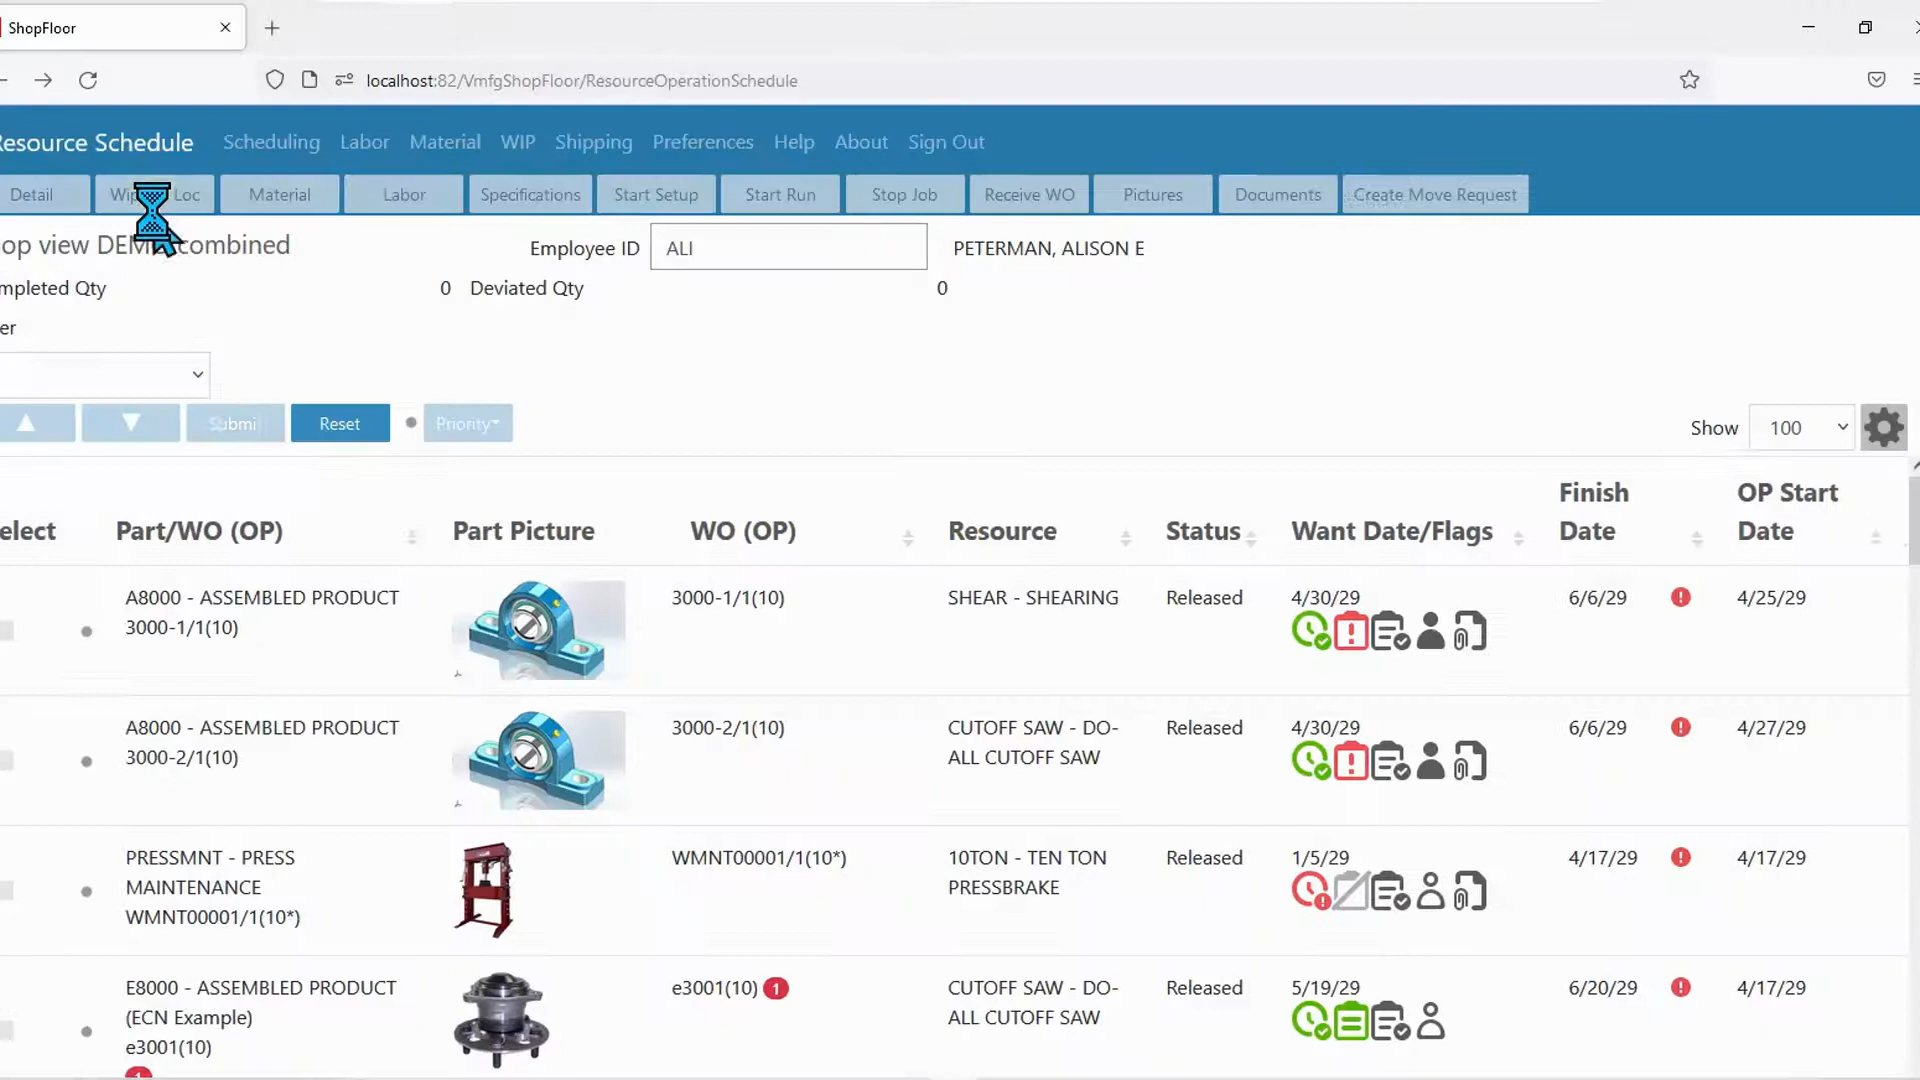 ShopFloor
localhost:82/VmfgShopFloor/ResourceOperationSchedule
Resource Schedule Scheduling Labor Material WIP Shipping Preferences Help About Sign Out
Detail Loc Material Labor Specifications Start Setup Start Run Stop Job Receive WO Pictures Documents Create Move Request
op view combined Employee ID ALI PETERMAN, ALISON E
mpleted Qty 0 Deviated Qty 0
er
Submi Reset Priority Show 100
elect Part/WO (OP) Part Picture WO (OP) Resource Status Want Date/Flags Finish Date OP Start Date
A8000 - ASSEMBLED PRODUCT 3000-1/1(10) SHEAR - SHEARING Released 4/30/29 6/6/29 4/25/29
3000-1/1(10)
A8000 - ASSEMBLED PRODUCT 3000-2/1(10) CUTOFF SAW - DO- Released 4/30/29 6/6/29 4/27/29
3000-2/1(10) ALL CUTOFF SAW
PRESSMNT - PRESS WMNT00001/1(10*) 10TON - TEN TON Released 1/5/29 4/17/29 4/17/29
MAINTENANCE PRESSBRAKE
WMNT00001/1(10*)
E8000 - ASSEMBLED PRODUCT e3001(10) 1 CUTOFF SAW - DO- Released 5/19/29 6/20/29 4/17/29
(ECN Example) ALL CUTOFF SAW
e3001(10)